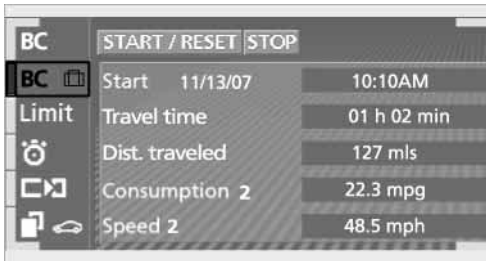 BC START / RESET STOP
BC Start 11/13/07 10:10AM
Limit Travel time 01 h 02 min
Dist. traveled 127 mls
Consumption 2 22.3 mpg
Speed 2 48.5 mph